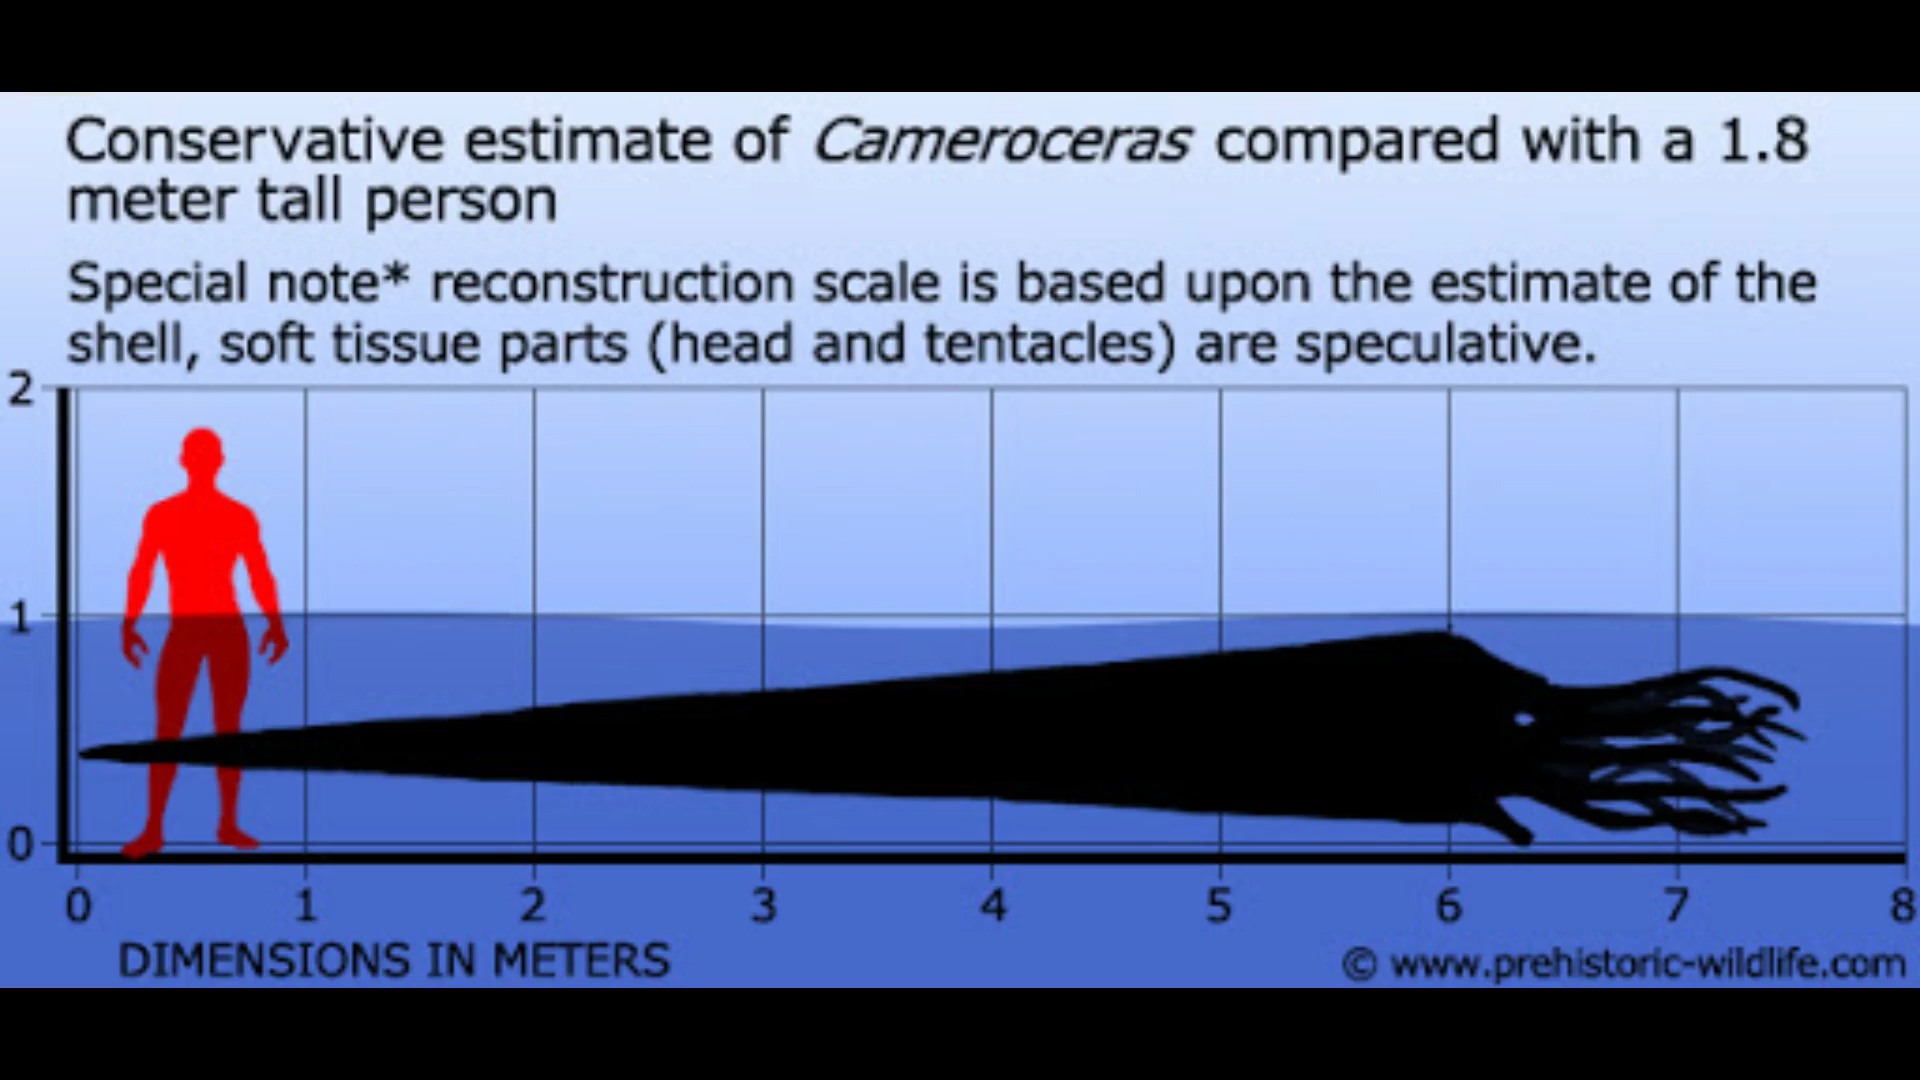 Conservative estimate of Cameroceras compared with a 1.8
meter tall person
Special note* reconstruction scale is based upon the estimate of the
shell, soft tissue parts (head and tentacles) are speculative.
2
1
0
0 1 2 3 4 5 6 7 8
DIMENSIONS IN METERS
© www.prehistoric-wildlife.com